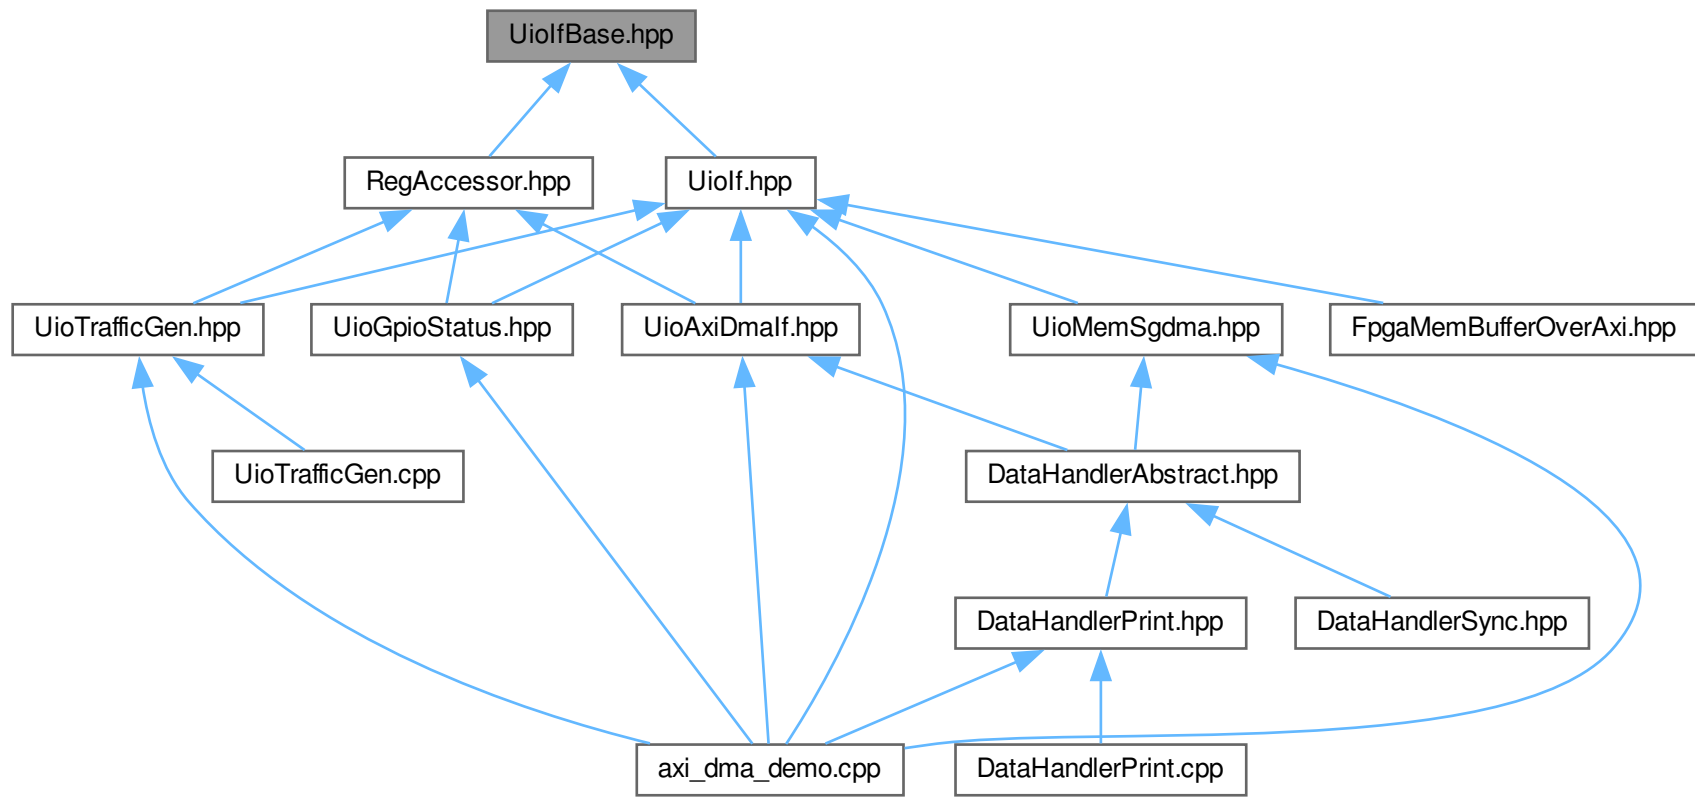 UioIfBase.hpp
RegAccessor.hpp
UioIf.hpp
UioTrafficGen.hpp
UioGpioStatus.hpp
UioAxiDmaIf.hpp
UioMemSgdma.hpp
FpgaMemBufferOverAxi.hpp
UioTrafficGen.cpp
DataHandlerAbstract.hpp
DataHandlerPrint.hpp
DataHandlerSync.hpp
axi_dma_demo.cpp
DataHandlerPrint.cpp